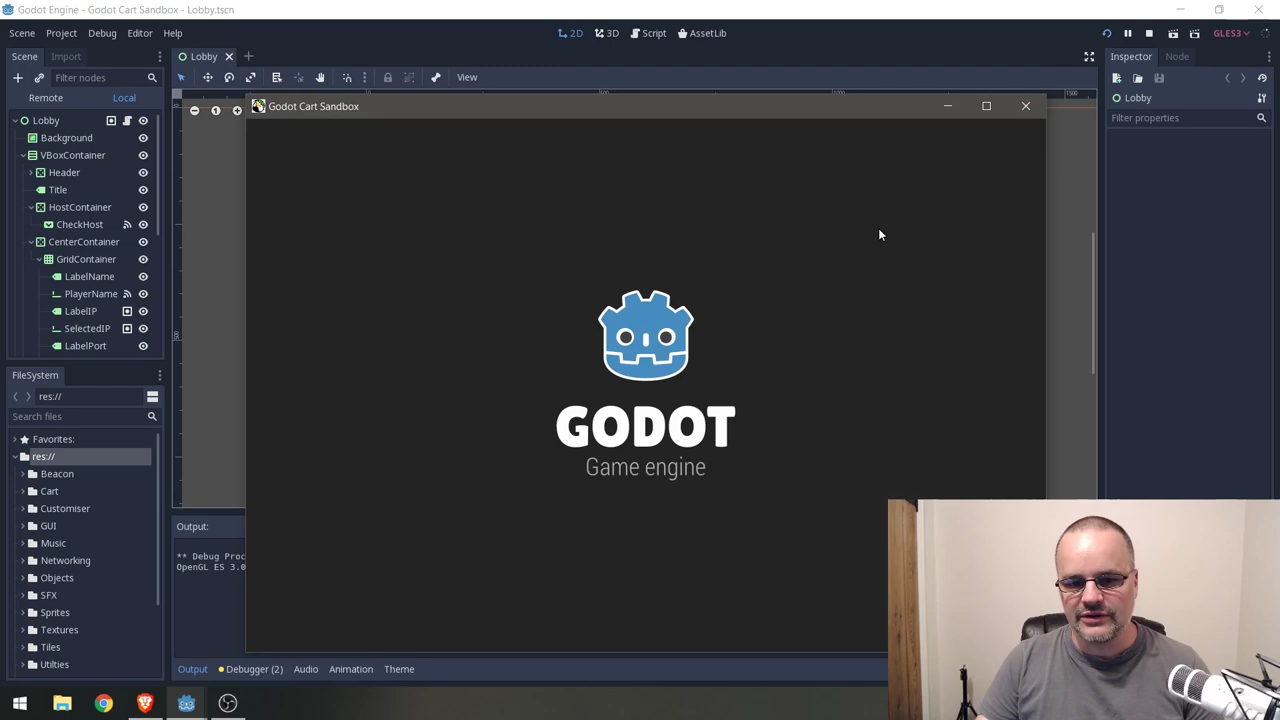 Godot Engine - Godot Cart Sandbox - Lobby.tscn
Scene Project Debug Editor Help
2D 3D Script AssetLib
GLES3
Scene Import
Lobby
Inspector Node
Filter nodes
View
Remote Local
Lobby
Filter properties
Godot Cart Sandbox
Lobby
Background
VBoxContainer
Header
Title
HostContainer
CheckHost
CenterContainer
GridContainer
LabelName
PlayerName
LabelIP
SelectedIP
LabelPort
GODOT
Game engine
FileSystem
res://
Search files
Favorites:
res://
Beacon
Cart
Customiser
GUI
Music
Networking
Objects
SFX
Sprites
Textures
Tiles
Utilties
Output:
** Debug Proc
OpenGL ES 3.0
Output Debugger (2) Audio Animation Theme